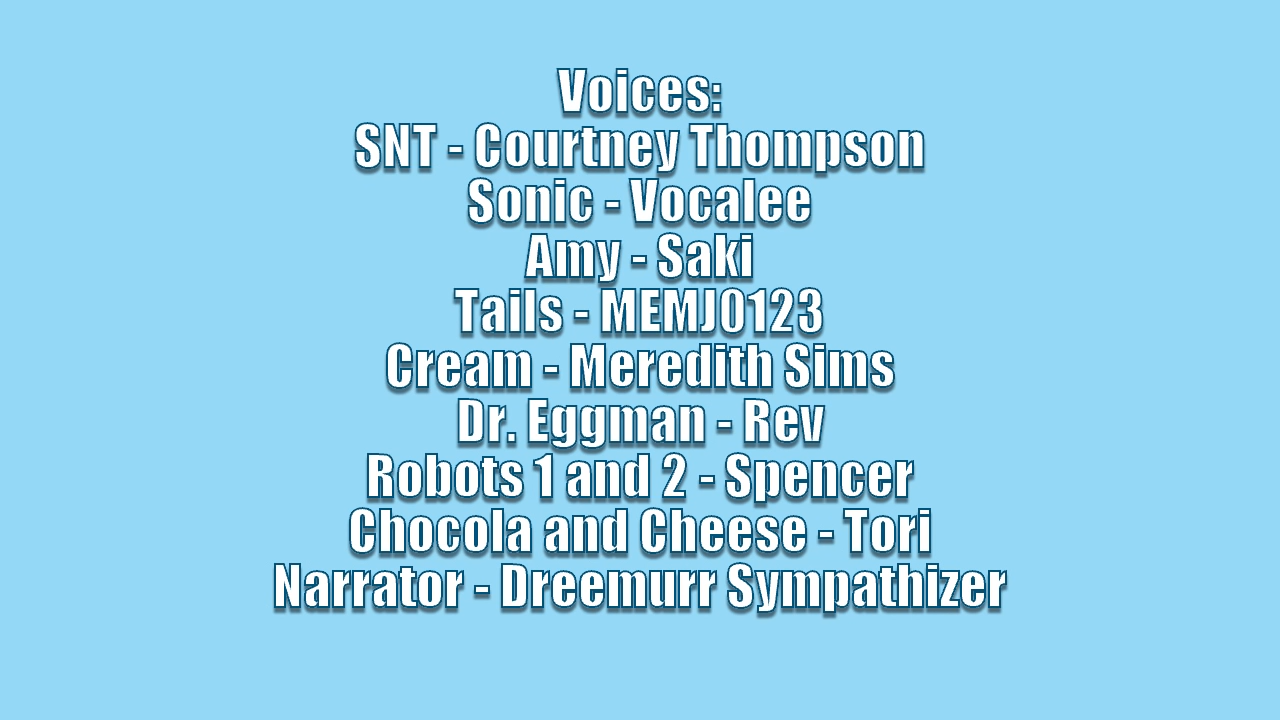 Voices:
SNT - Courtney Thompson
Sonic - Vocalee
Amy - Saki
Tails - MEMJ0123
Cream - Meredith Sims
Dr. Eggman - Rev
Robots 1 and 2 - Spencer
Chocola and Cheese - Tori
Narrator - Dreemurr Sympathizer